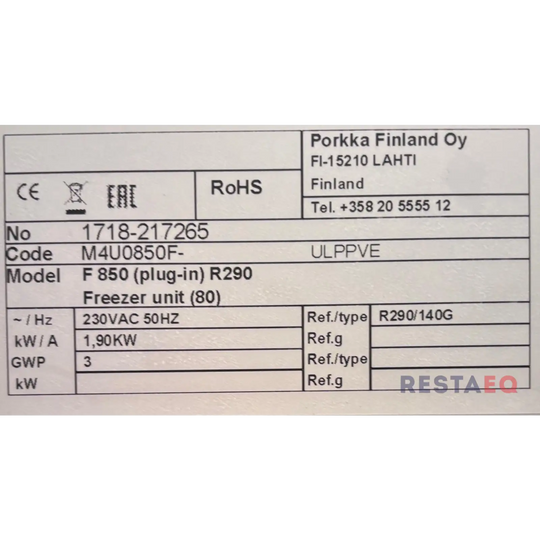 Porkka Finland Oy
FI-15210 LAHTI
Finland
Tel. +358 20 5555 12
CE EAC RoHS
No 1718-217265
Code M4U0850F- ULPPVE
Model F 850 (plug-in) R290
Freezer unit (80)
~ / Hz 230VAC 50HZ Ref./type R290/140G
kW / A 1,90KW Ref.g
GWP 3 Ref./type
kW Ref.g
RESTAEQ